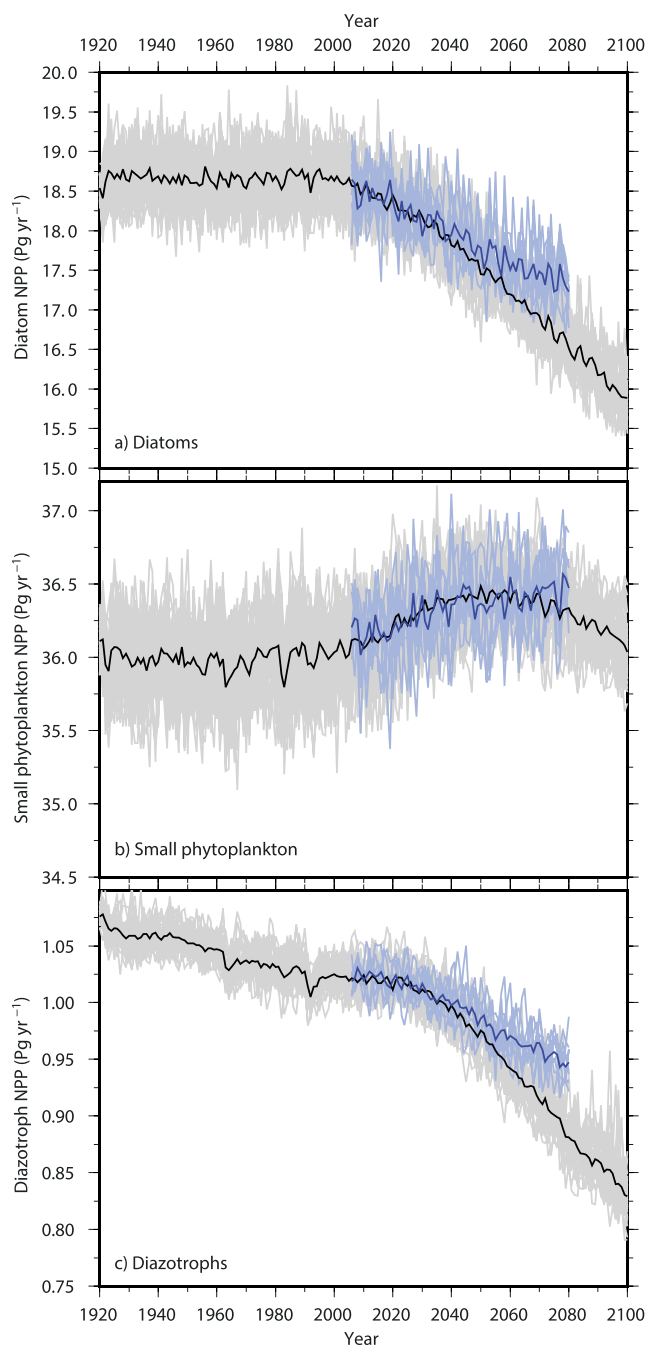 Year
1920 1940 1960 1980 2000 2020 2040 2060 2080 2100
20.0
19.5
19.0
18.5
18.0
17.5
17.0
16.5
16.0
15.5
15.0
Diatom NPP (Pg yr⁻¹)
a) Diatoms
37.0
36.5
36.0
35.5
35.0
34.5
Small phytoplankton NPP (Pg yr⁻¹)
b) Small phytoplankton
1.05
1.00
0.95
0.90
0.85
0.80
0.75
Diazotroph NPP (Pg yr⁻¹)
c) Diazotrophs
1920 1940 1960 1980 2000 2020 2040 2060 2080 2100
Year